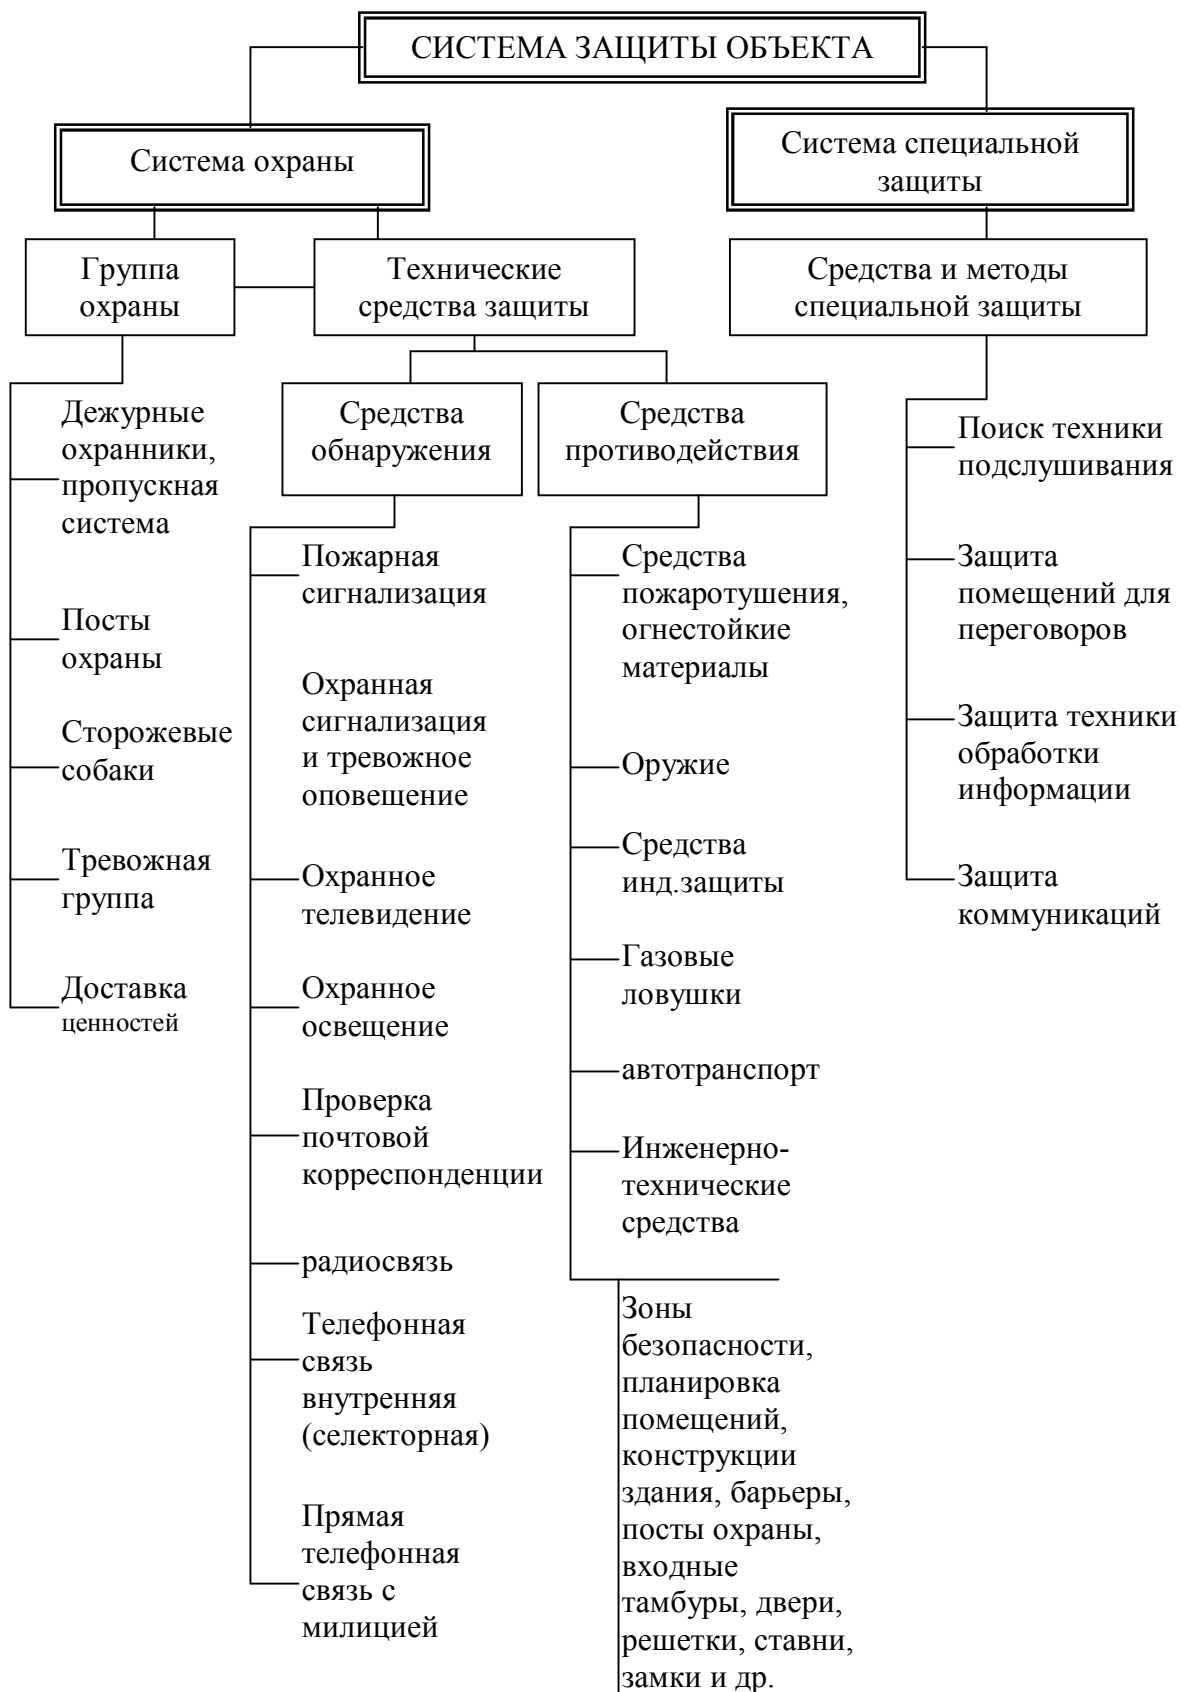 СИСТЕМА ЗАЩИТЫ ОБЪЕКТА
Система охраны
Система специальной
защиты
Группа
охраны
Технические
средства защиты
Средства и методы
специальной защиты
Дежурные
охранники,
пропускная
система
Посты
охраны
Сторожевые
собаки
Тревожная
группа
Доставка
ценностей
Средства
обнаружения
Пожарная
сигнализация
Охранная
сигнализация
и тревожное
оповещение
Охранное
телевидение
Охранное
освещение
Проверка
почтовой
корреспонденции
радиосвязь
Телефонная
связь
внутренняя
(селекторная)
Прямая
телефонная
связь с
милицией
Средства
противодействия
Средства
пожаротушения,
огнестойкие
материалы
Оружие
Средства
инд.защиты
Газовые
ловушки
автотранспорт
Инженерно-
технические
средства
Зоны
безопасности,
планировка
помещений,
конструкции
здания, барьеры,
посты охраны,
входные
тамбуры, двери,
решетки, ставни,
замки и др.
Поиск техники
подслушивания
Защита
помещений для
переговоров
Защита техники
обработки
информации
Защита
коммуникаций